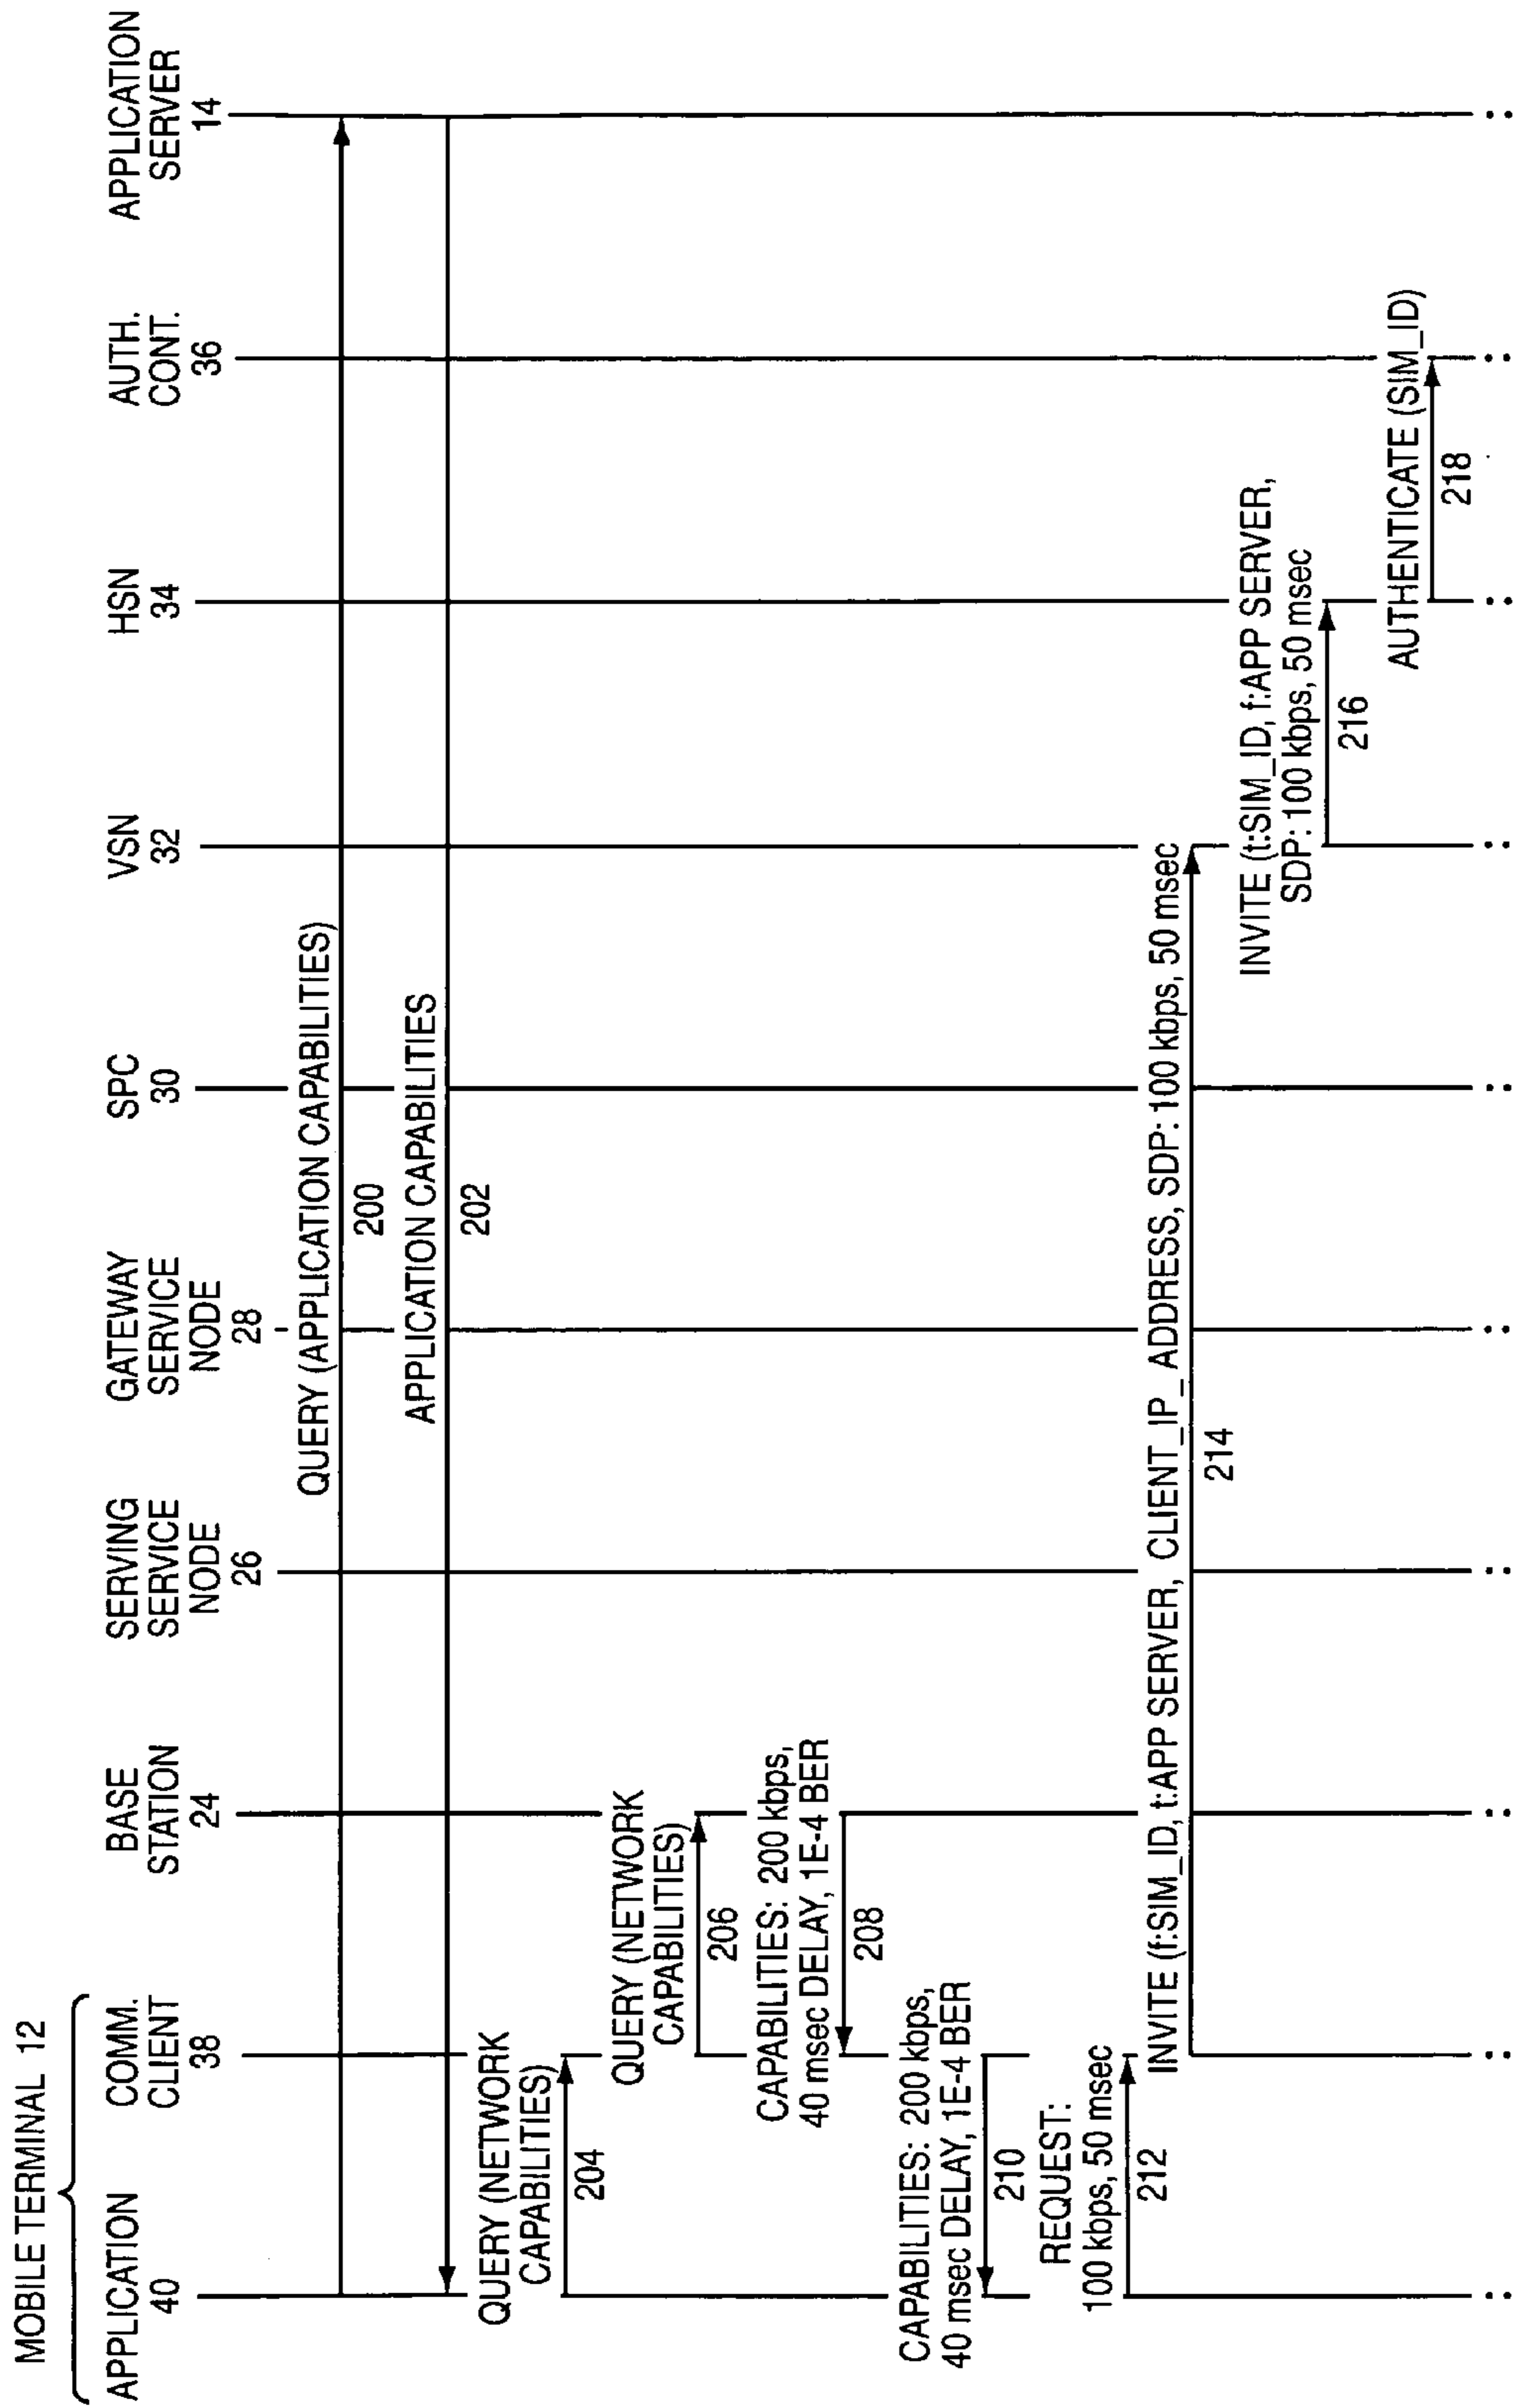 MOBILE TERMINAL 12
APPLICATION
40
COMM.
CLIENT
38
BASE
STATION
24
SERVING
SERVICE
NODE
26
GATEWAY
SERVICE
NODE
28
SPC
30
VSN
32
HSN
34
AUTH.
CONT.
36
APPLICATION
SERVER
14
QUERY (APPLICATION CAPABILITIES)
200
APPLICATION CAPABILITIES
202
QUERY (NETWORK
CAPABILITIES)
204
QUERY (NETWORK
CAPABILITIES)
206
CAPABILITIES: 200 kbps,
40 msec DELAY, 1E-4 BER
208
CAPABILITIES: 200 kbps,
40 msec DELAY, 1E-4 BER
210
REQUEST:
100 kbps, 50 msec
212
INVITE (f:SIM_ID, t:APP SERVER, CLIENT_IP_ ADDRESS, SDP: 100 kbps, 50 msec
214
INVITE (t:SIM_ID, f:APP SERVER,
SDP: 100 kbps, 50 msec
216
AUTHENTICATE (SIM_ID)
218